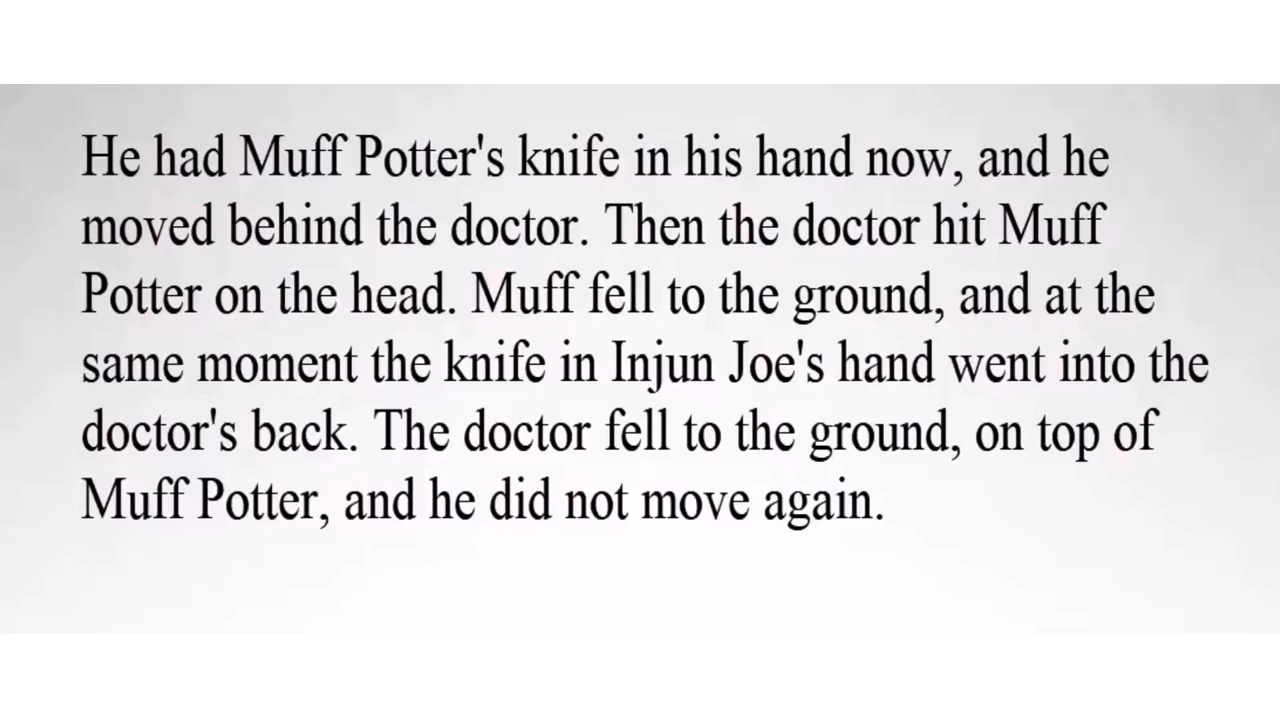 He had Muff Potter's knife in his hand now, and he
moved behind the doctor. Then the doctor hit Muff
Potter on the head. Muff fell to the ground, and at the
same moment the knife in Injun Joe's hand went into the
doctor's back. The doctor fell to the ground, on top of
Muff Potter, and he did not move again.